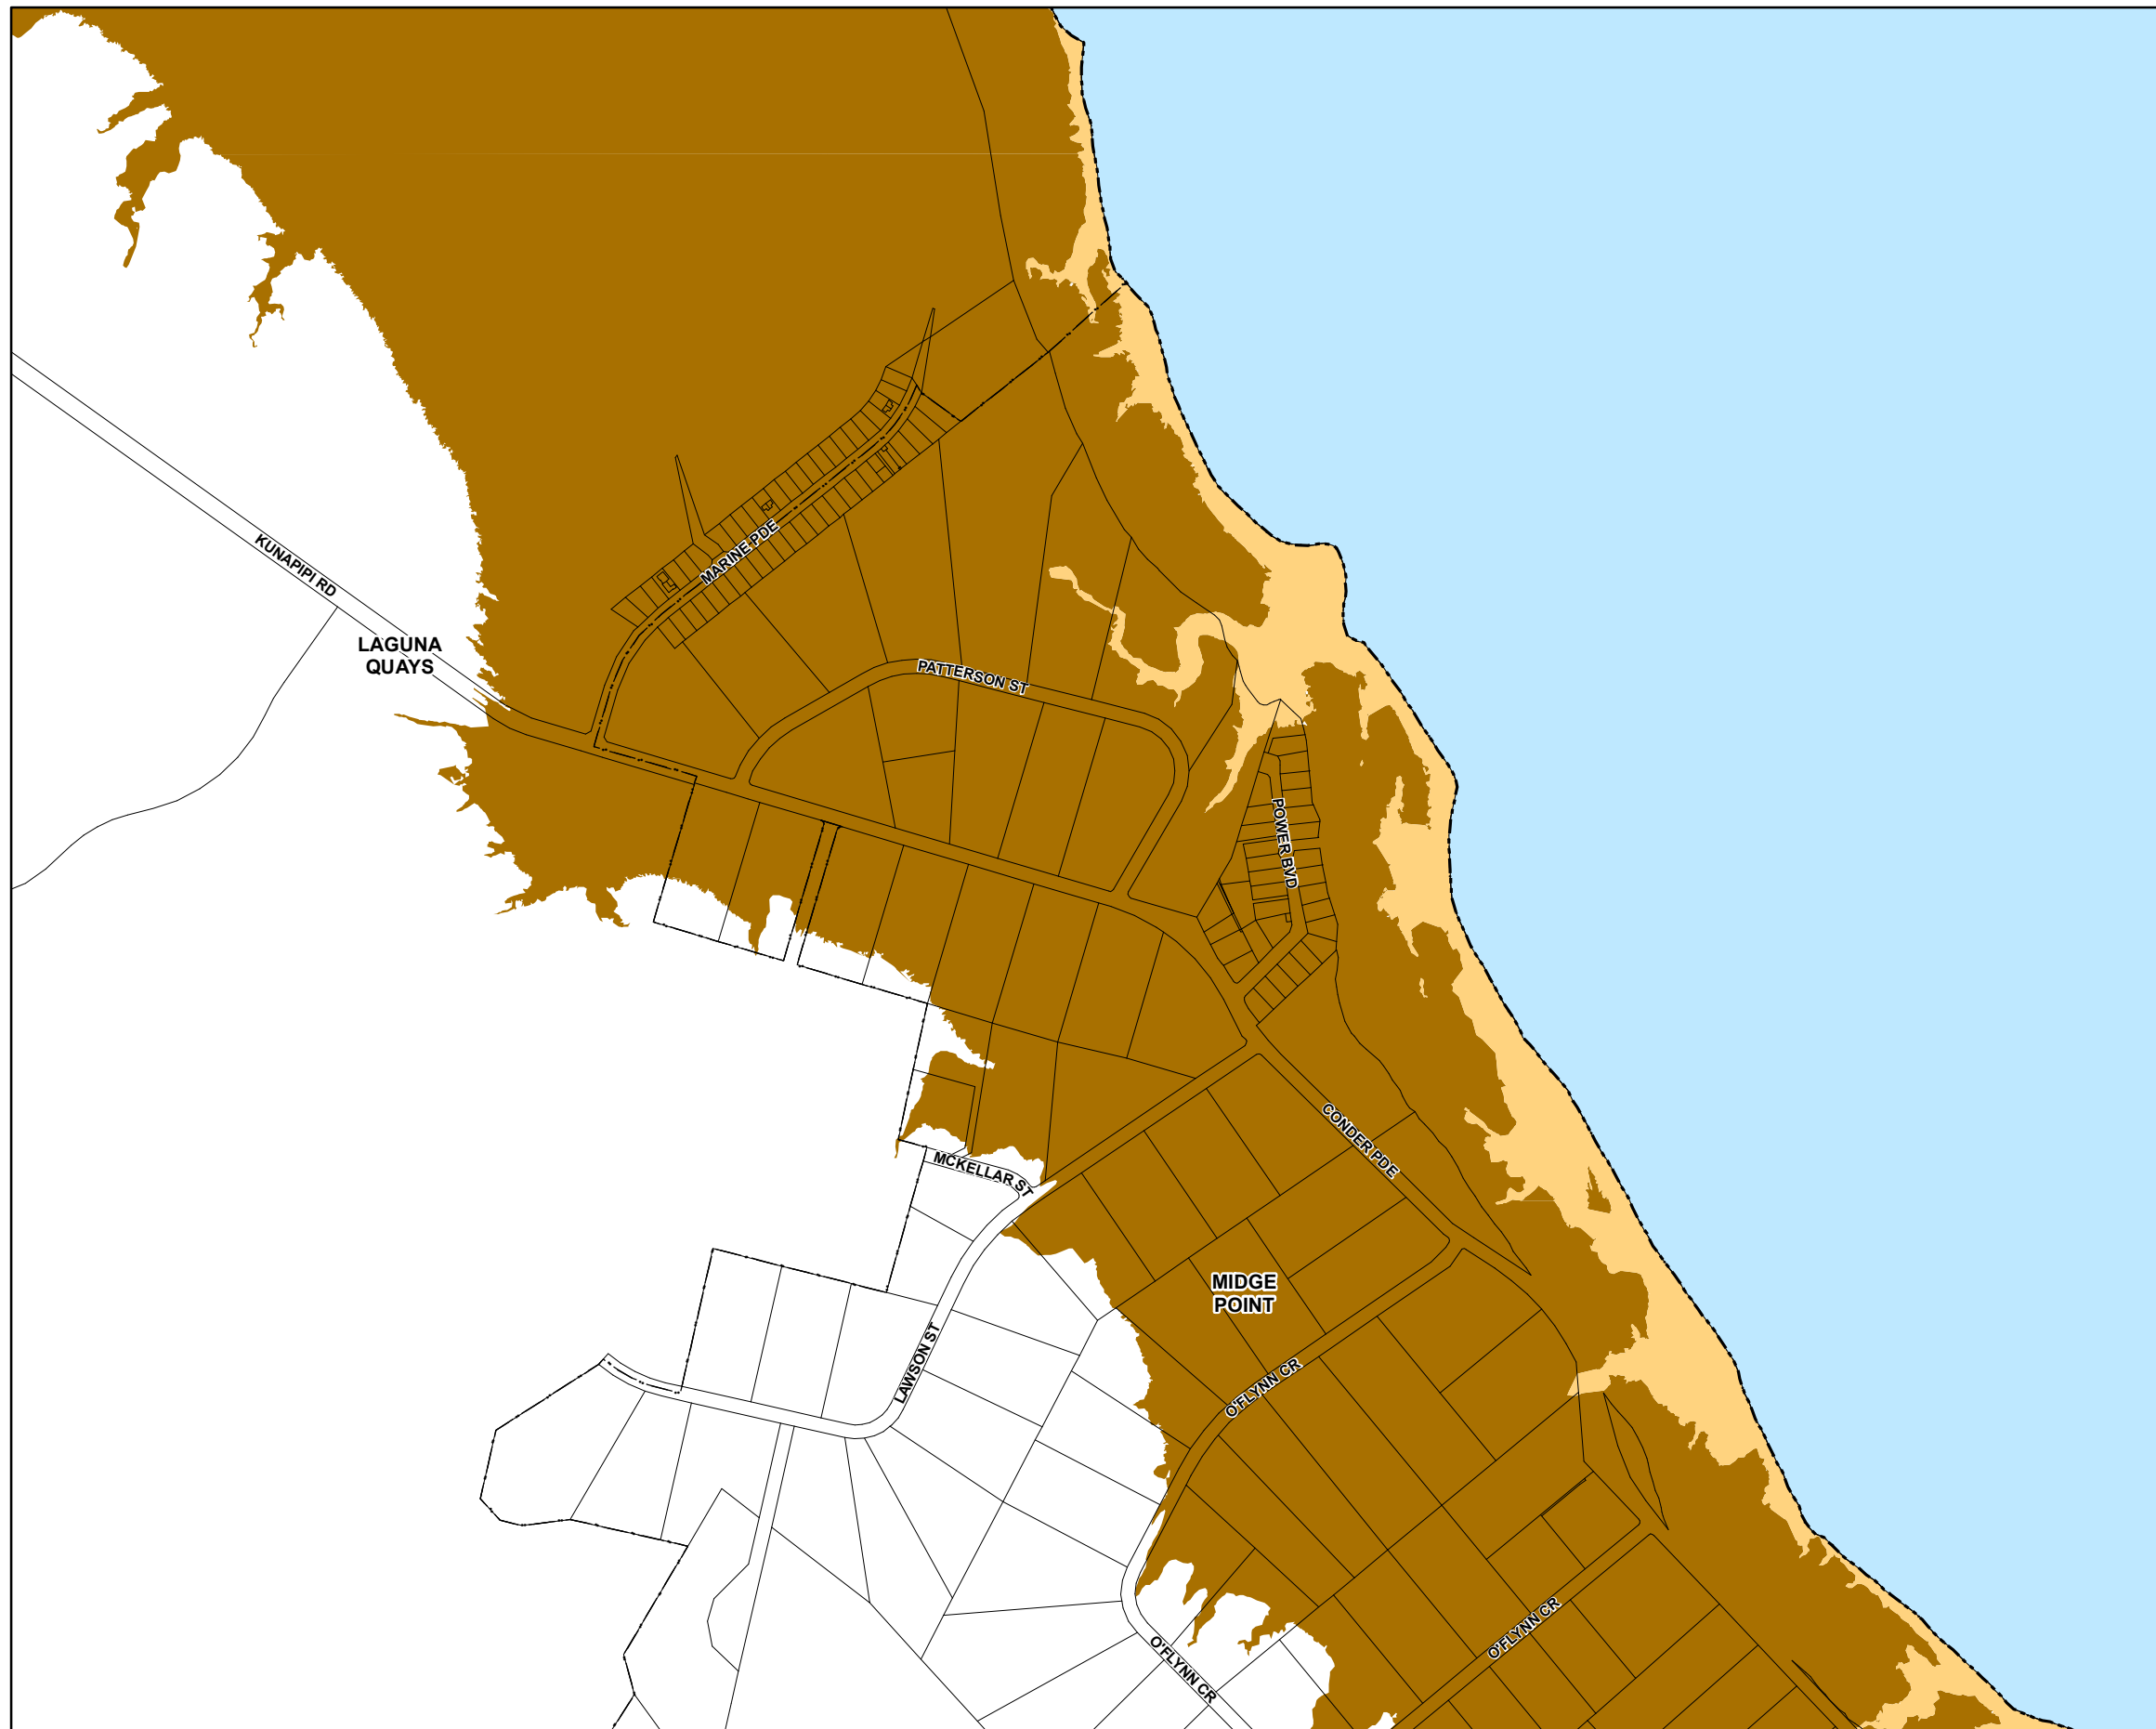 KUNAPIPI RD
MARINE PDE
LAGUNA
QUAYS
PATTERSON ST
POWER BVD
CONDER PDE
MCKELLAR ST
MIDGE
POINT
LAWSON ST
O'FLYNN CR
O'FLYNN CR
O'FLYNN CR